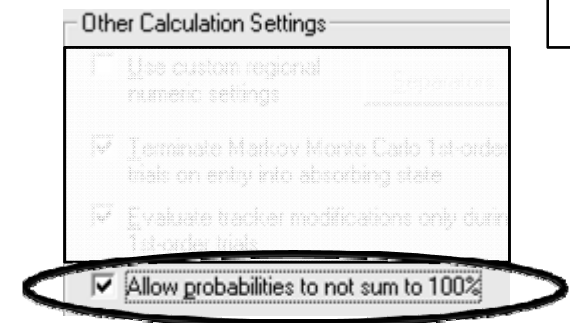 Other Calculation Settings
Use custom regional
numeric settings
Terminate Markov Monte Carlo 1st-order
trials on entry into absorbing state
Evaluate tracker modifications only durin
1st-order trials
Allow probabilities to not sum to 100%